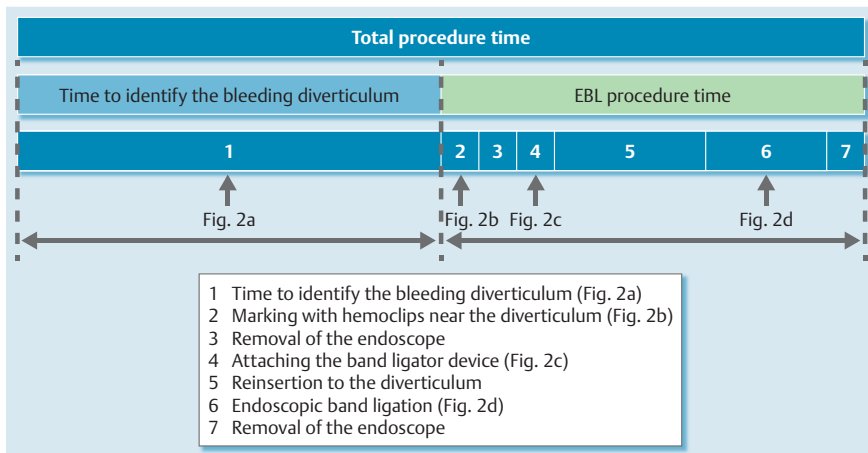 Total procedure time
Time to identify the bleeding diverticulum EBL procedure time
1 2 3 4 5 6 7
Fig. 2a Fig. 2b Fig. 2c Fig. 2d
1 Time to identify the bleeding diverticulum (Fig. 2a)
2 Marking with hemoclips near the diverticulum (Fig. 2b)
3 Removal of the endoscope
4 Attaching the band ligator device (Fig. 2c)
5 Reinsertion to the diverticulum
6 Endoscopic band ligation (Fig. 2d)
7 Removal of the endoscope